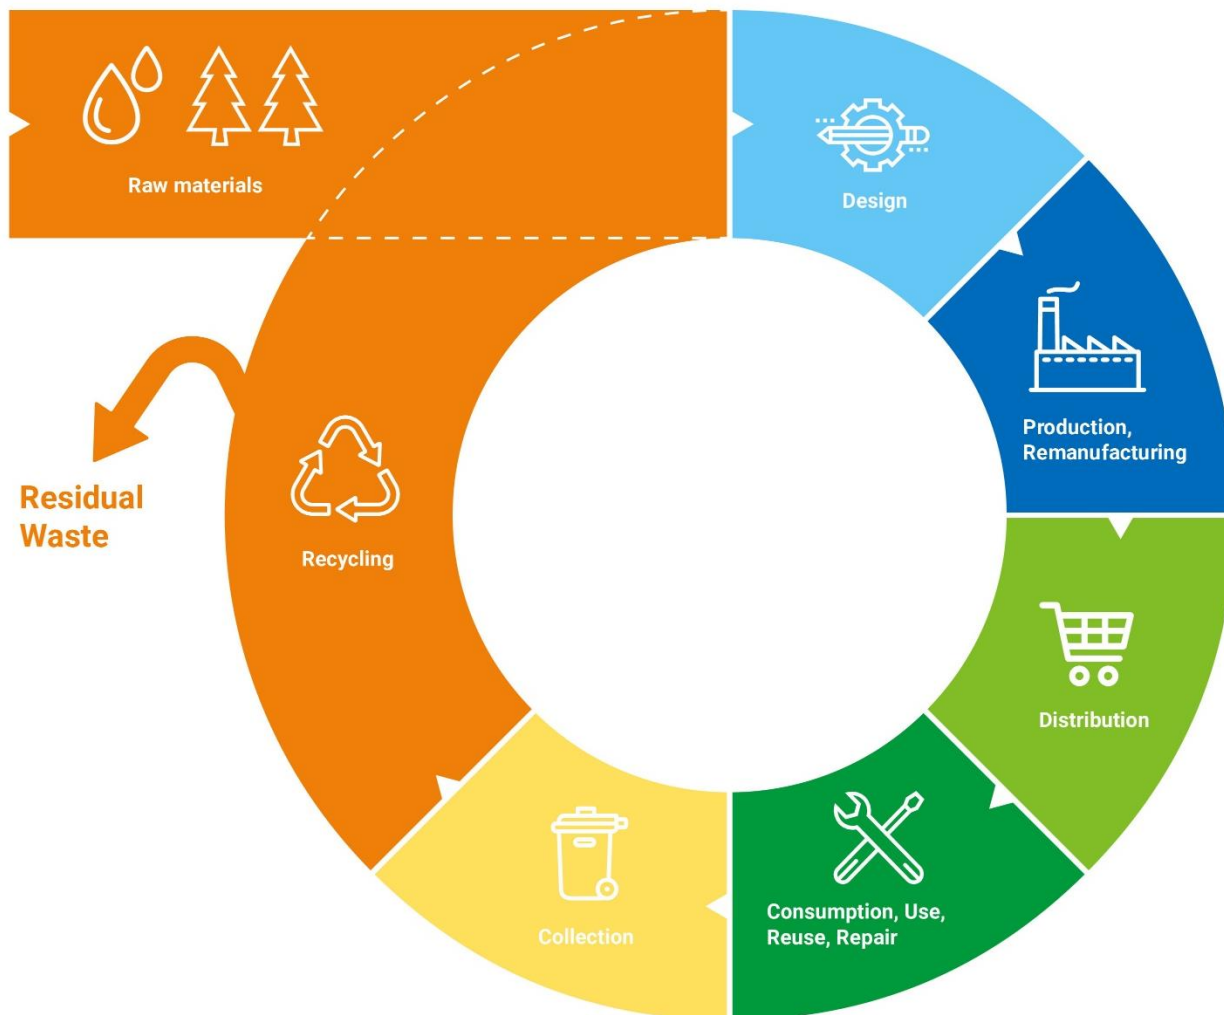 Raw materials
Design
Production,
Remanufacturing
Distribution
Consumption, Use,
Reuse, Repair
Collection
Recycling
Residual
Waste